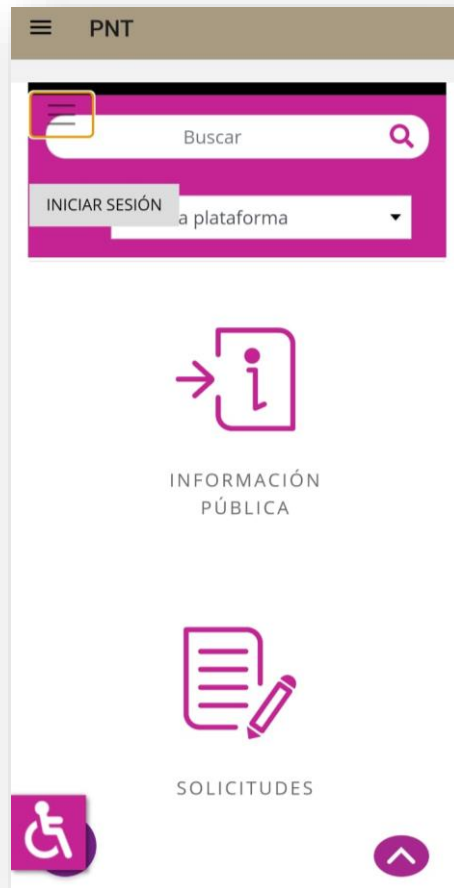 PNT
Buscar
INICIAR SESIÓN
a plataforma
INFORMACIÓN
PÚBLICA
SOLICITUDES